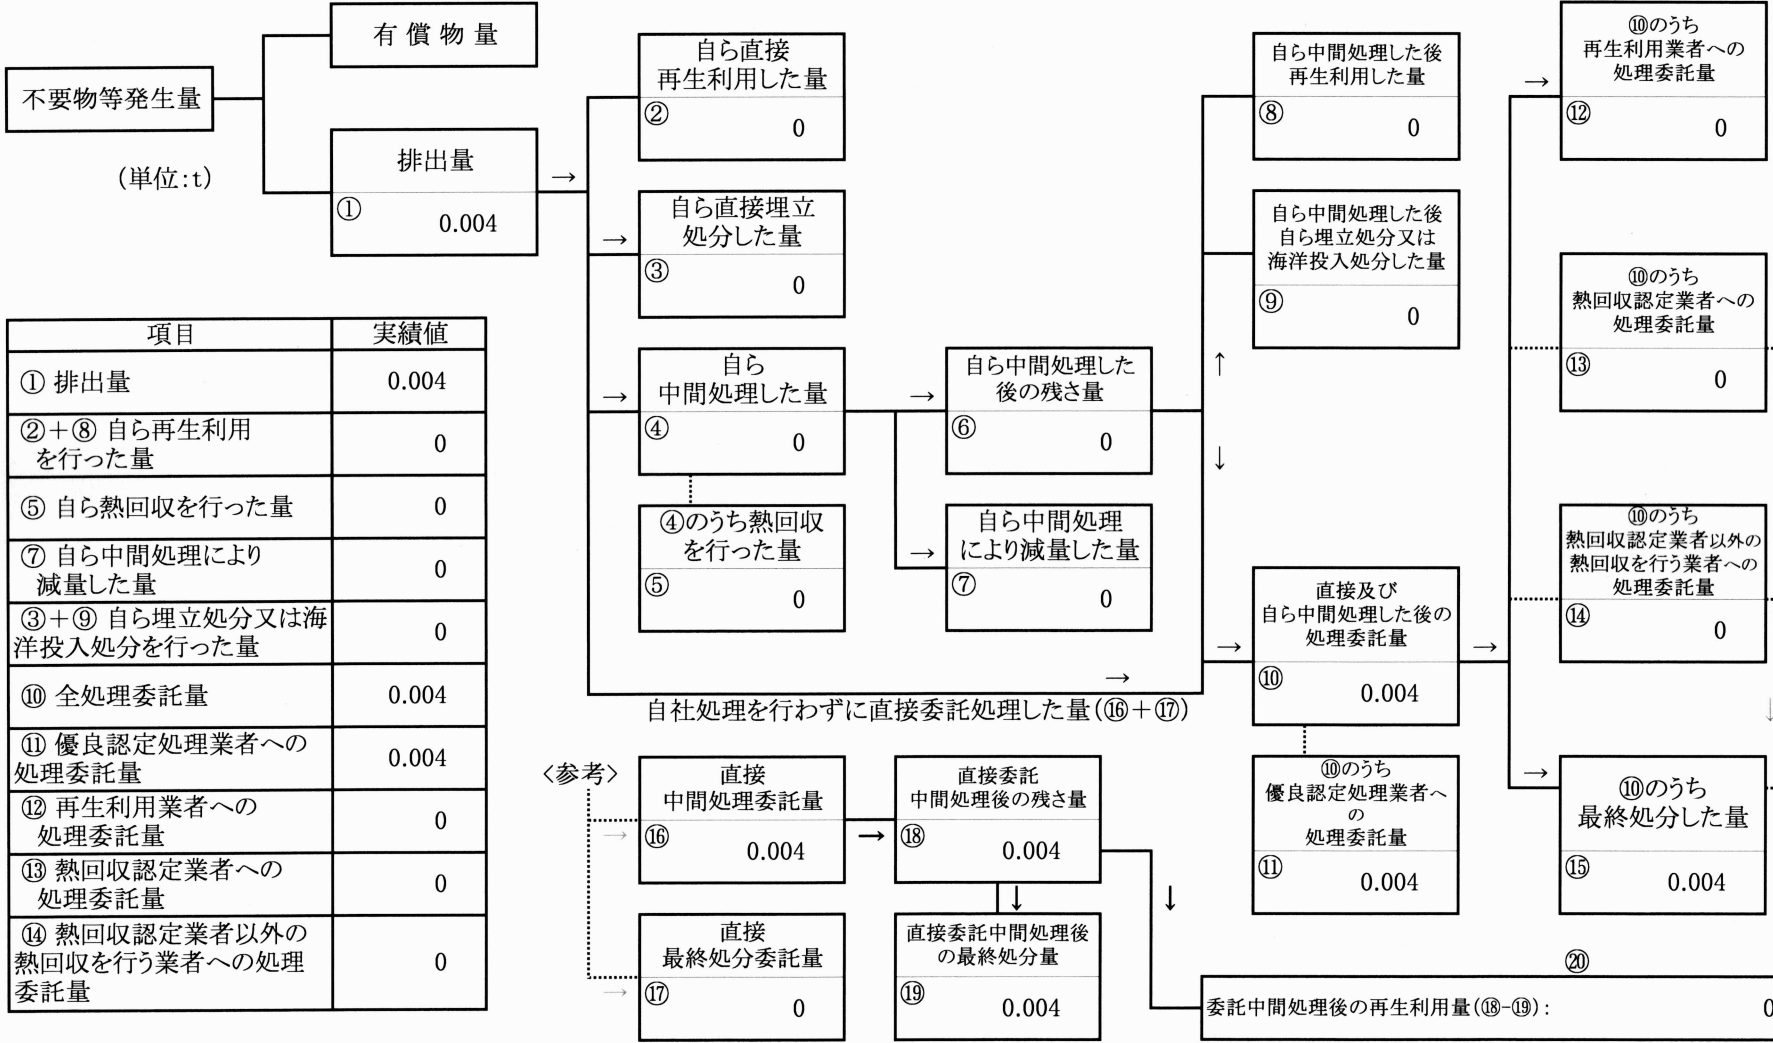 有 償 物 量
不要物等発生量
(単位:t)
排出量
①
0.004
→
自ら直接
再生利用した量
②
0
→
自ら直接埋立
処分した量
③
0
→
自ら
中間処理した量
④
0
④のうち熱回収
を行った量
⑤
0
→
自ら中間処理した
後の残さ量
⑥
0
→
自ら中間処理
により減量した量
⑦
0
↑
↓
自ら中間処理した後
再生利用した量
⑧
0
自ら中間処理した後
自ら埋立処分又は
海洋投入処分した量
⑨
0
→
自社処理を行わずに直接委託処理した量(⑯+⑰)
→
直接及び
自ら中間処理した後の
処理委託量
⑩
0.004
→
⑩のうち
優良認定処理業者へ
の
処理委託量
⑪
0.004
→
⑩のうち
再生利用業者への
処理委託量
⑫
0
⑩のうち
熱回収認定業者への
処理委託量
⑬
0
⑩のうち
熱回収認定業者以外の
熱回収を行う業者への
処理委託量
⑭
0
↓
→
⑩のうち
最終処分した量
⑮
0.004
項目 実績値
① 排出量 0.004
②+⑧ 自ら再生利用
を行った量 0
⑤ 自ら熱回収を行った量 0
⑦ 自ら中間処理により
減量した量 0
③+⑨ 自ら埋立処分又は海
洋投入処分を行った量 0
⑩ 全処理委託量 0.004
⑪ 優良認定処理業者への
処理委託量 0.004
⑫ 再生利用業者への
処理委託量 0
⑬ 熱回収認定業者への
処理委託量 0
⑭ 熱回収認定業者以外の
熱回収を行う業者への処理
委託量 0
<参考>
→
直接
中間処理委託量
⑯
0.004
→
直接
最終処分委託量
⑰
0
→
直接委託
中間処理後の残さ量
⑱
0.004
↓
直接委託中間処理後
の最終処分量
⑲
0.004
↓
⑳
委託中間処理後の再生利用量(⑱-⑲): 0